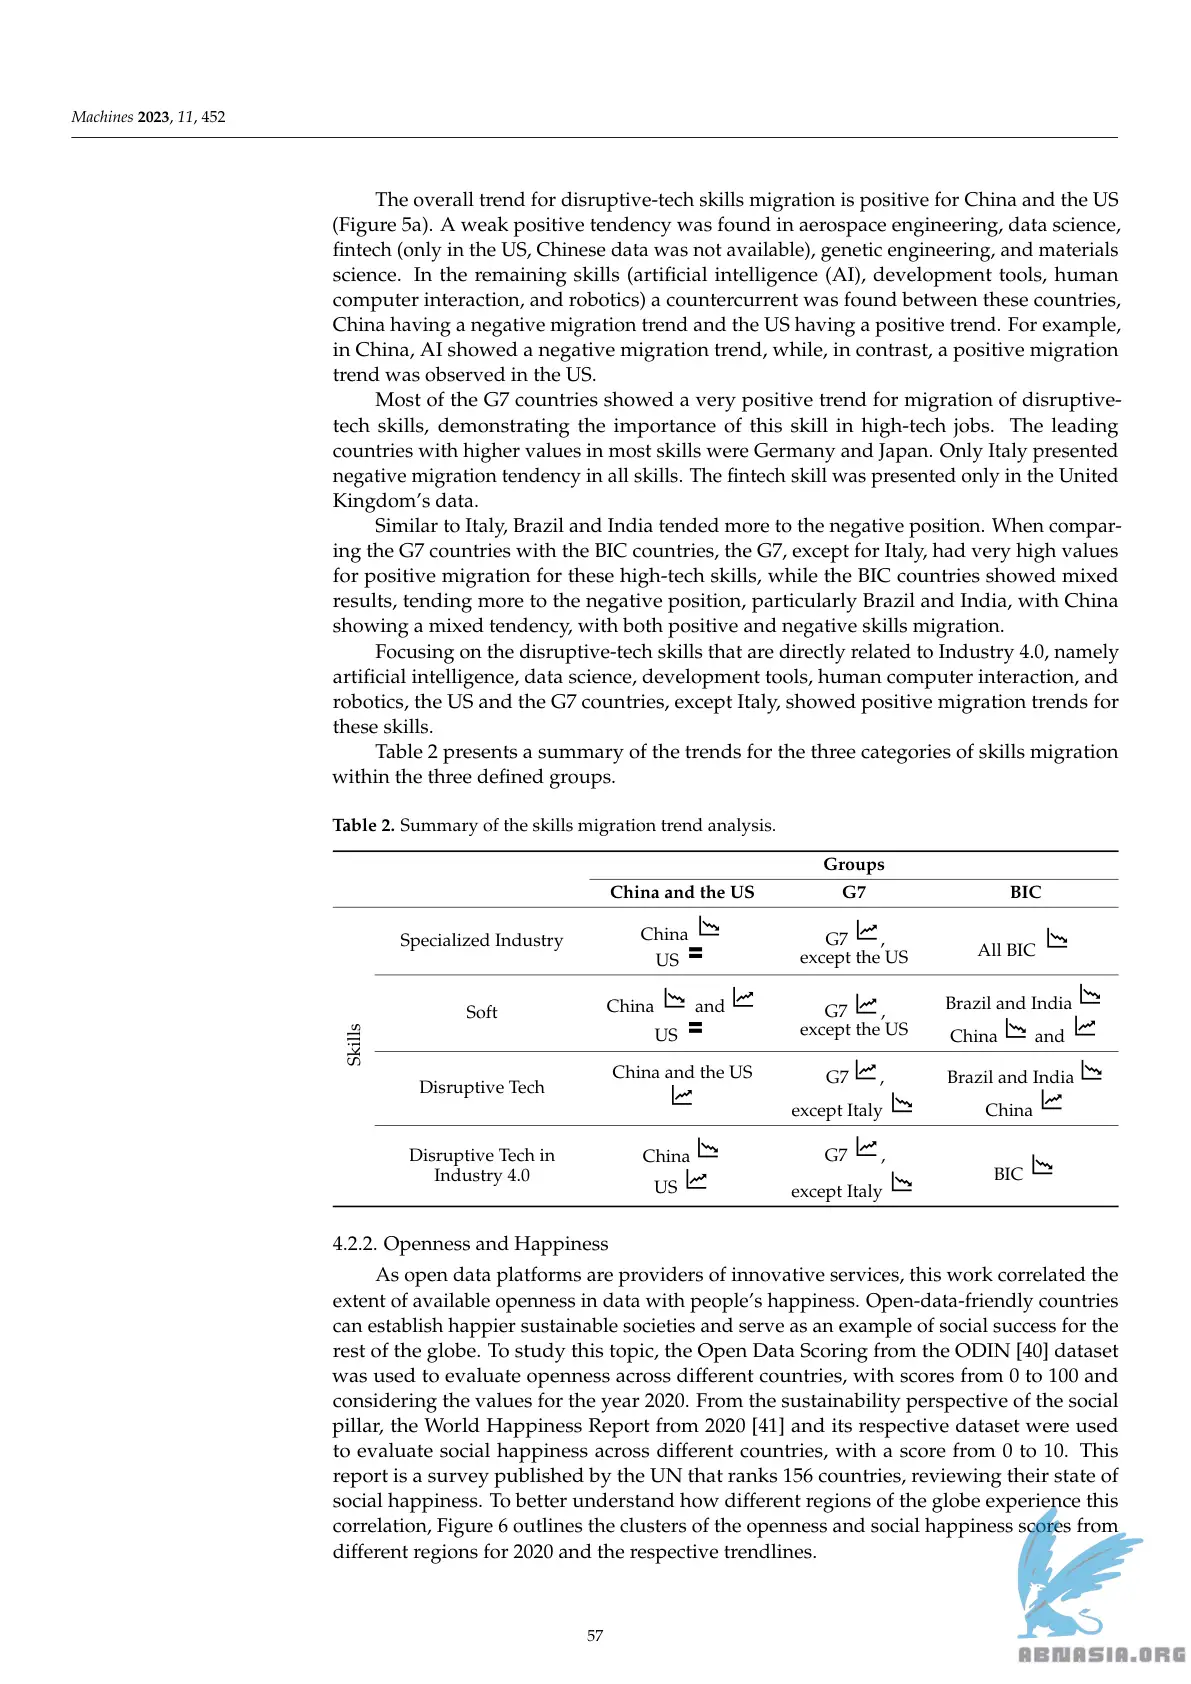 Machines 2023, 11, 452
The overall trend for disruptive-tech skills migration is positive for China and the US
(Figure 5a). A weak positive tendency was found in aerospace engineering, data science,
fintech (only in the US, Chinese data was not available), genetic engineering, and materials
science. In the remaining skills (artificial intelligence (AI), development tools, human
computer interaction, and robotics) a countercurrent was found between these countries,
China having a negative migration trend and the US having a positive trend. For example,
in China, AI showed a negative migration trend, while, in contrast, a positive migration
trend was observed in the US.
Most of the G7 countries showed a very positive trend for migration of disruptive-
tech skills, demonstrating the importance of this skill in high-tech jobs. The leading
countries with higher values in most skills were Germany and Japan. Only Italy presented
negative migration tendency in all skills. The fintech skill was presented only in the United
Kingdom's data.
Similar to Italy, Brazil and India tended more to the negative position. When compar-
ing the G7 countries with the BIC countries, the G7, except for Italy, had very high values
for positive migration for these high-tech skills, while the BIC countries showed mixed
results, tending more to the negative position, particularly Brazil and India, with China
showing a mixed tendency, with both positive and negative skills migration.
Focusing on the disruptive-tech skills that are directly related to Industry 4.0, namely
artificial intelligence, data science, development tools, human computer interaction, and
robotics, the US and the G7 countries, except Italy, showed positive migration trends for
these skills.
Table 2 presents a summary of the trends for the three categories of skills migration
within the three defined groups.
Table 2. Summary of the skills migration trend analysis.
Groups
China and the US G7 BIC
Skills
Specialized Industry
China
US =
G7 ,
except the US
All BIC
Soft
China and
US =
G7 ,
except the US
Brazil and India
China and
Disruptive Tech
China and the US
G7 ,
except Italy
Brazil and India
China
Disruptive Tech in
Industry 4.0
China
US
G7 ,
except Italy
BIC
4.2.2. Openness and Happiness
As open data platforms are providers of innovative services, this work correlated the
extent of available openness in data with people's happiness. Open-data-friendly countries
can establish happier sustainable societies and serve as an example of social success for the
rest of the globe. To study this topic, the Open Data Scoring from the ODIN [40] dataset
was used to evaluate openness across different countries, with scores from 0 to 100 and
considering the values for the year 2020. From the sustainability perspective of the social
pillar, the World Happiness Report from 2020 [41] and its respective dataset were used
to evaluate social happiness across different countries, with a score from 0 to 10. This
report is a survey published by the UN that ranks 156 countries, reviewing their state of
social happiness. To better understand how different regions of the globe experience this
correlation, Figure 6 outlines the clusters of the openness and social happiness scores from
different regions for 2020 and the respective trendlines.
57
ABNASIA.ORG